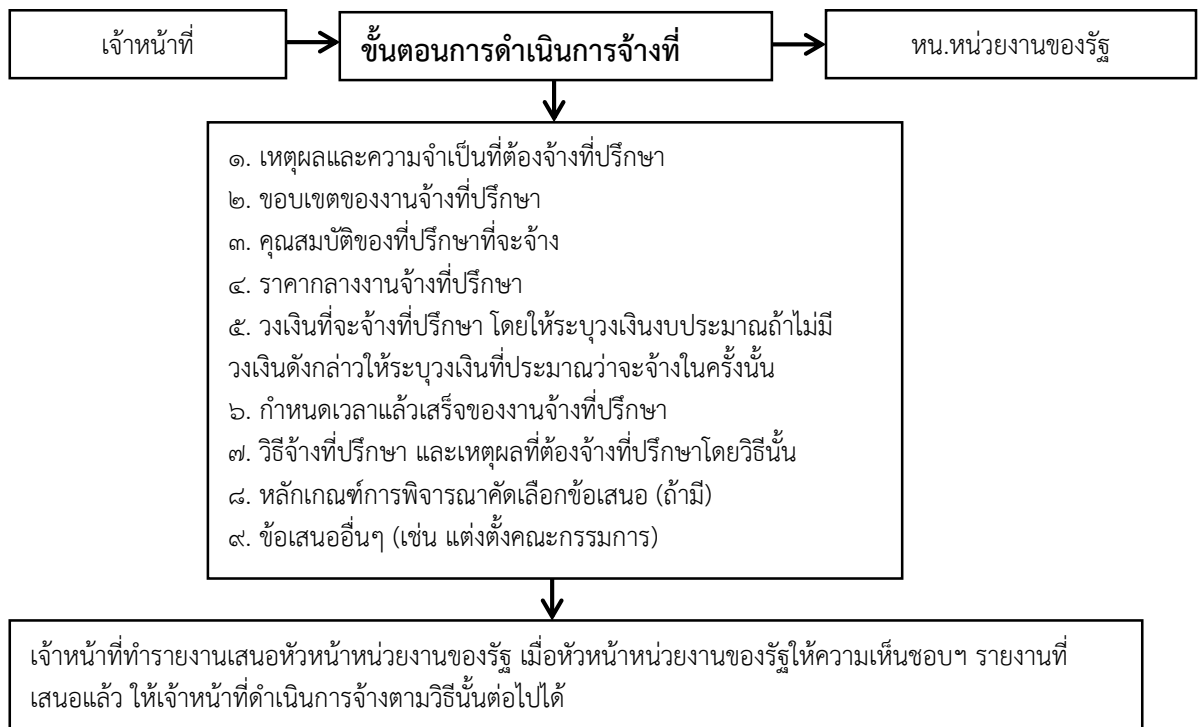 เจ้าหน้าที่
ขั้นตอนการดำเนินการจ้างที่
หน.หน่วยงานของรัฐ
๑. เหตุผลและความจำเป็นที่ต้องจ้างที่ปรึกษา
๒. ขอบเขตของงานจ้างที่ปรึกษา
๓. คุณสมบัติของที่ปรึกษาที่จะจ้าง
๔. ราคากลางงานจ้างที่ปรึกษา
๕. วงเงินที่จะจ้างที่ปรึกษา โดยให้ระบุวงเงินงบประมาณถ้าไม่มี
วงเงินดังกล่าวให้ระบุวงเงินที่ประมาณว่าจะจ้างในครั้งนั้น
๖. กำหนดเวลาแล้วเสร็จของงานจ้างที่ปรึกษา
๗. วิธีจ้างที่ปรึกษา และเหตุผลที่ต้องจ้างที่ปรึกษาโดยวิธีนั้น
๘. หลักเกณฑ์การพิจารณาคัดเลือกข้อเสนอ (ถ้ามี)
๙. ข้อเสนออื่นๆ (เช่น แต่งตั้งคณะกรรมการ)
เจ้าหน้าที่ทำรายงานเสนอหัวหน้าหน่วยงานของรัฐ เมื่อหัวหน้าหน่วยงานของรัฐให้ความเห็นชอบฯ รายงานที่
เสนอแล้ว ให้เจ้าหน้าที่ดำเนินการจ้างตามวิธีนั้นต่อไปได้